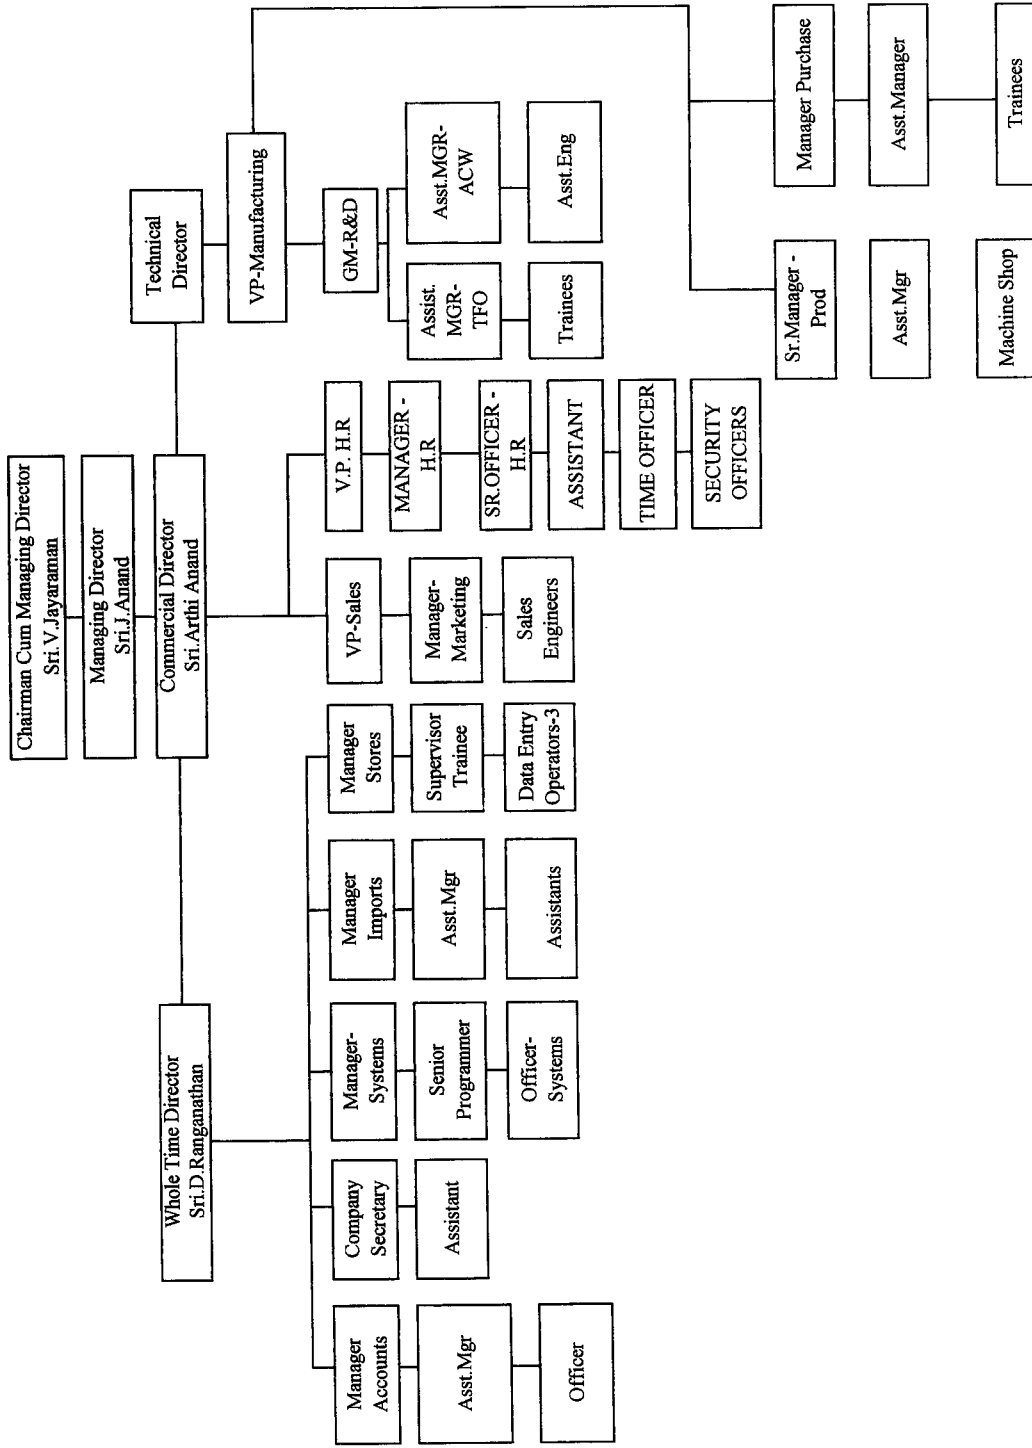 Chairman Cum Managing Director
Sri.V.Jayaraman
Managing Director
Sri.J.Anand
Whole Time Director
Sri.D.Ranganathan
Commercial Director
Sri.Arthi Anand
Technical
Director
VP-Manufacturing
Manager
Accounts
Company
Secretary
Manager-
Systems
Manager
Imports
Manager
Stores
VP-Sales
V.P. H.R
GM-R&D
Asst.Mgr
Assistant
Senior
Programmer
Asst.Mgr
Supervisor
Trainee
Manager-
Marketing
MANAGER -
H.R
Assist.
MGR-
TFO
Asst.MGR-
ACW
Officer
Officer-
Systems
Assistants
Data Entry
Operators-3
Sales
Engineers
SR.OFFICER -
H.R
Trainees
Asst.Eng
ASSISTANT
TIME OFFICER
SECURITY
OFFICERS
Sr.Manager -
Prod
Manager Purchase
Asst.Mgr
Asst.Manager
Machine Shop
Trainees